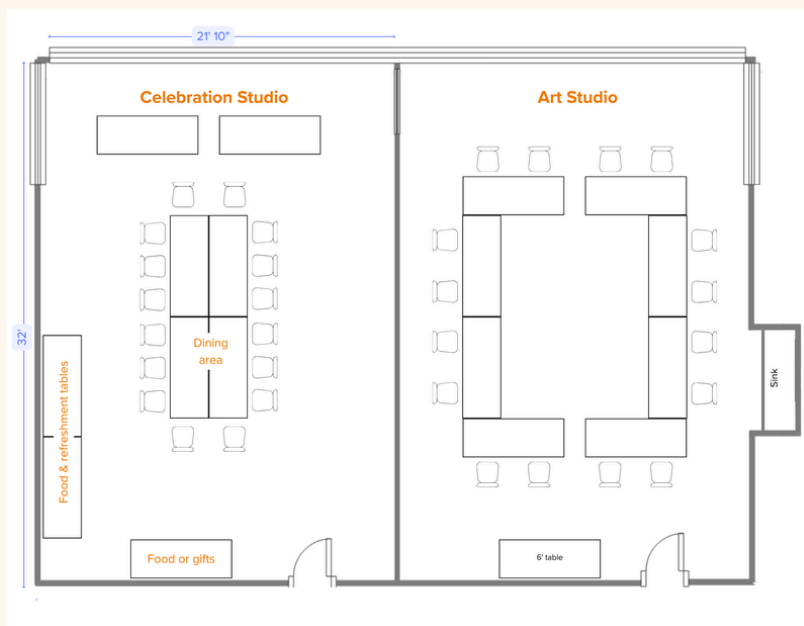 21' 10"
Celebration Studio
Art Studio
32'
Dining
area
Food & refreshment tables
Sink
Food or gifts
6' table